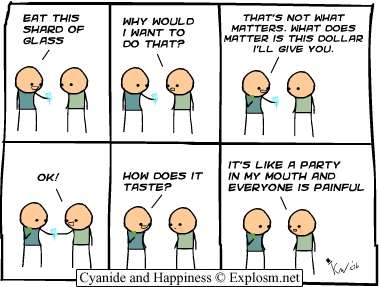 EAT THIS
SHARD OF
GLASS
WHY WOULD
I WANT TO
DO THAT?
THAT'S NOT WHAT
MATTERS. WHAT DOES
MATTER IS THIS DOLLAR
I'LL GIVE YOU.
OK!
HOW DOES IT
TASTE?
IT'S LIKE A PARTY
IN MY MOUTH AND
EVERYONE IS PAINFUL
Cyanide and Happiness © Explosm.net